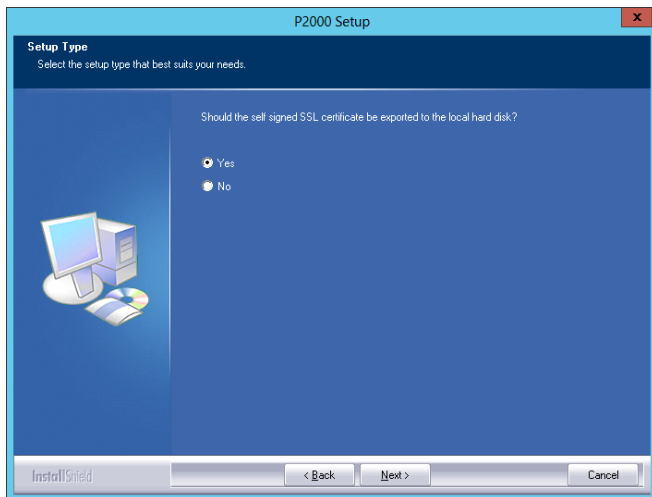 P2000 Setup
x
Setup Type
Select the setup type that best suits your needs.
Should the self signed SSL certificate be exported to the local hard disk?
Yes
No
InstallShield
< Back
Next >
Cancel